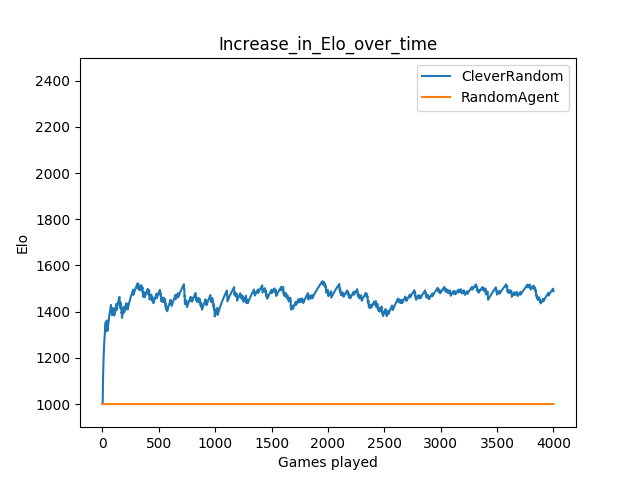 Increase_in_Elo_over_time
CleverRandom
RandomAgent
2400
2200
2000
1800
1600
1400
1200
1000
Elo
0 500 1000 1500 2000 2500 3000 3500 4000
Games played